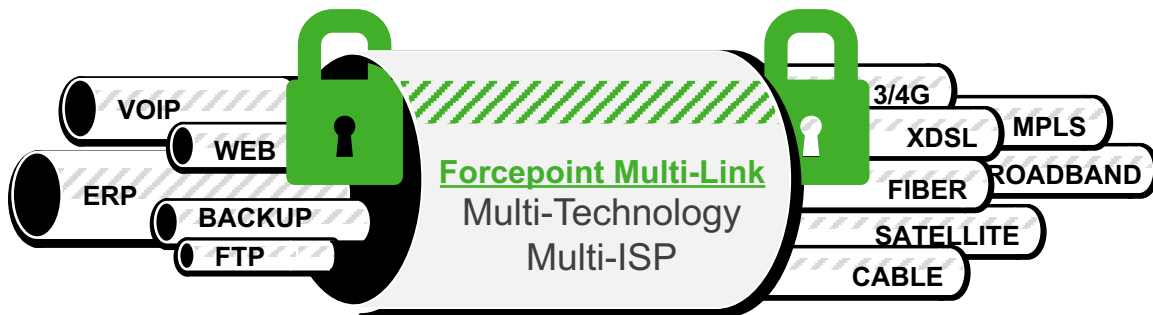 VOIP
WEB
ERP
BACKUP
FTP
Forcepoint Multi-Link
Multi-Technology
Multi-ISP
3/4G
XDSL
MPLS
FIBER
ROADBAND
SATELLITE
CABLE